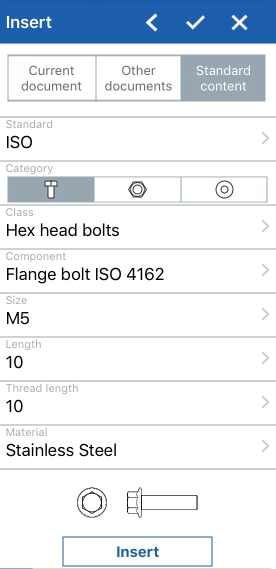 Insert
Current
document
Other
documents
Standard
content
Standard
ISO
Category
Class
Hex head bolts
Component
Flange bolt ISO 4162
Size
M5
Length
10
Thread length
10
Material
Stainless Steel
Insert